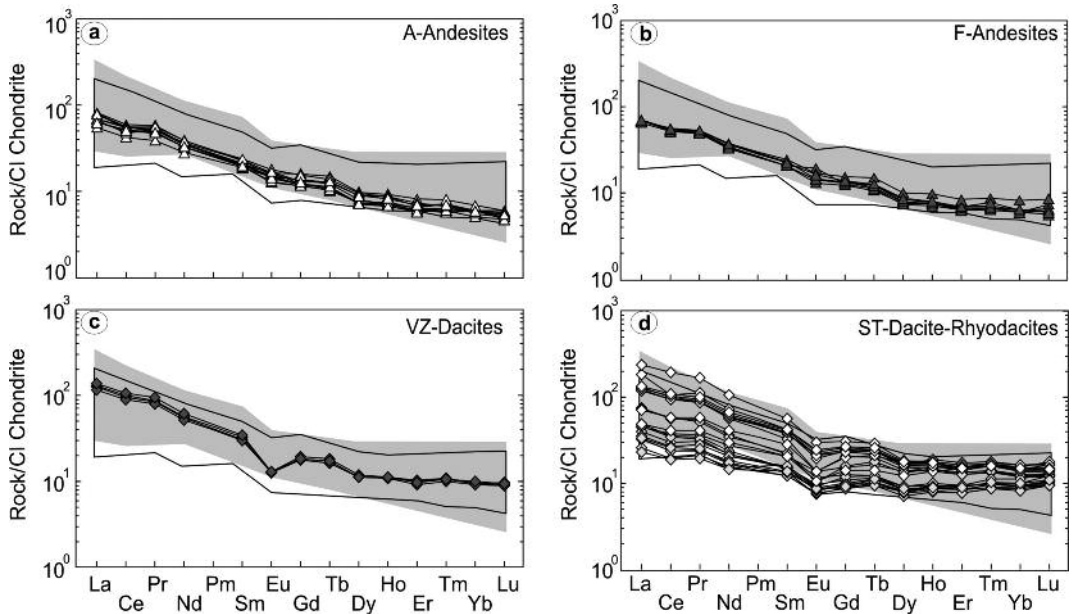 a
A-Andesites
Rock/CI Chondrite
10³
10²
10¹
10⁰
b
F-Andesites
Rock/CI Chondrite
10³
10²
10¹
10⁰
c
VZ-Dacites
Rock/CI Chondrite
10³
10²
10¹
10⁰
La Pr Pm Eu Tb Ho Tm Lu
Ce Nd Sm Gd Dy Er Yb
d
ST-Dacite-Rhyodacites
Rock/CI Chondrite
10³
10²
10¹
10⁰
La Pr Pm Eu Tb Ho Tm Lu
Ce Nd Sm Gd Dy Er Yb